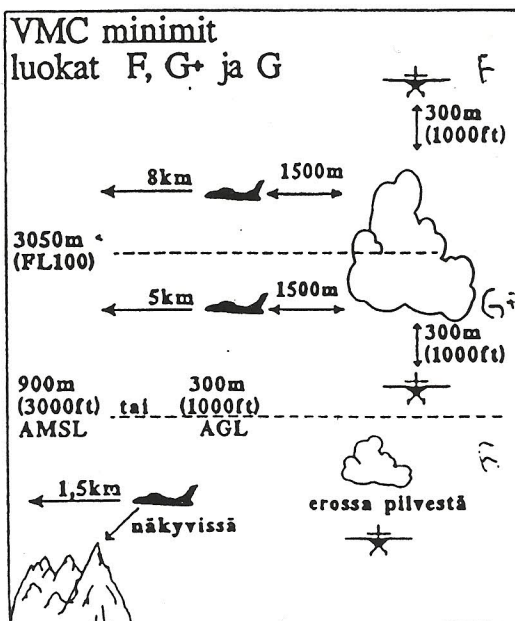 VMC minimit
luokat F, G+ ja G
F
300m
(1000ft)
8km
1500m
3050m
(FL100)
5km
1500m
G+
300m
(1000ft)
900m
(3000ft)
AMSL
tai
300m
(1000ft)
AGL
1,5km
näkyvissä
erossa pilvestä